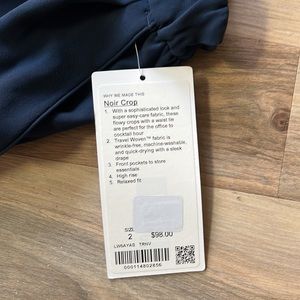 WHY WE MADE THIS
Noir Crop
1. With a sophisticated look and
super easy-care fabric, these
flowy crops with a waist tie
are perfect for the office to
cocktail hour
2. Travel Woven™ fabric is
wrinkle-free, machine-washable,
and quick-drying with a sleek
drape
3. Front pockets to store
essentials
4. High rise
5. Relaxed fit
SIZE
2 $98.00
LW6AYAS TRNV
000114802856